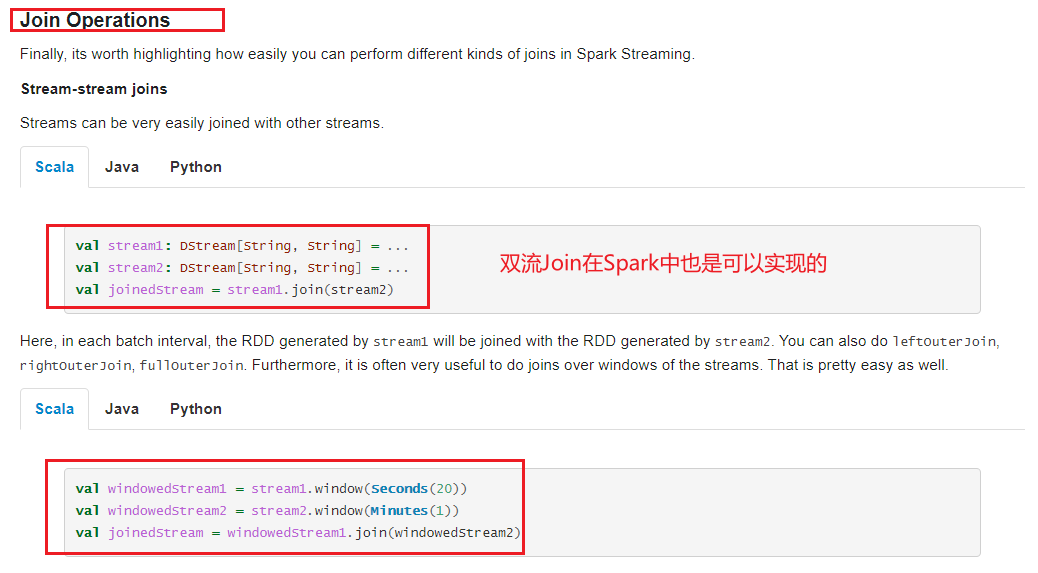 Join Operations
Finally, its worth highlighting how easily you can perform different kinds of joins in Spark Streaming.
Stream-stream joins
Streams can be very easily joined with other streams.
Scala Java Python
val stream1: DStream[String, String] = ...
val stream2: DStream[String, String] = ...
val joinedStream = stream1.join(stream2)
双流Join在Spark中也是可以实现的
Here, in each batch interval, the RDD generated by stream1 will be joined with the RDD generated by stream2. You can also do leftOuterJoin,
rightOuterJoin, fullOuterJoin. Furthermore, it is often very useful to do joins over windows of the streams. That is pretty easy as well.
Scala Java Python
val windowedStream1 = stream1.window(Seconds(20))
val windowedStream2 = stream2.window(Minutes(1))
val joinedStream = windowedStream1.join(windowedStream2)